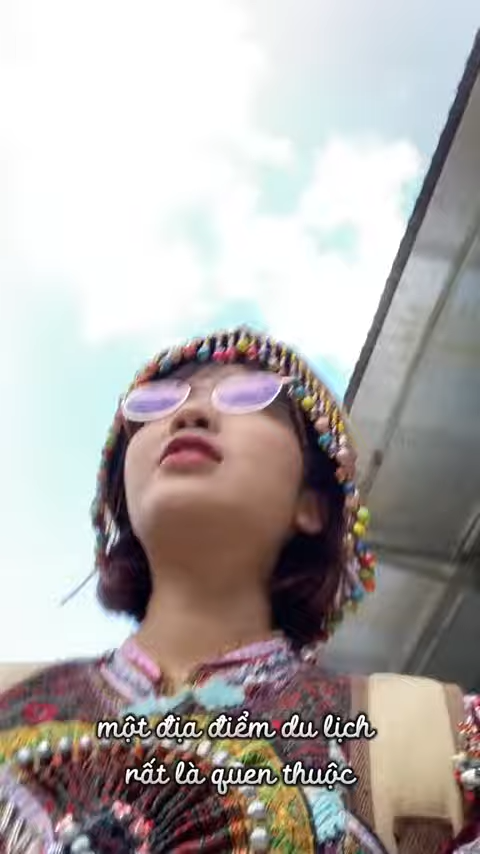 một địa điểm du lịch
rất là quen thuộc